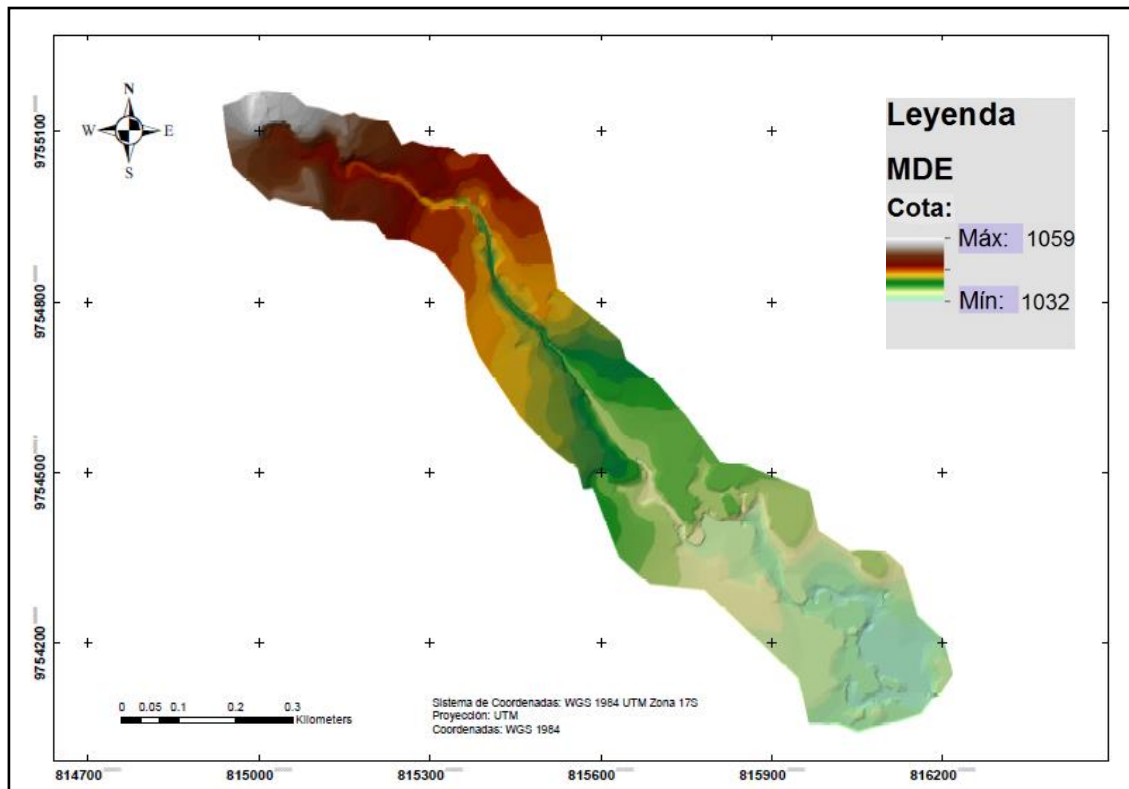 N
W E
S
Leyenda
MDE
Cota:
Máx: 1059
Mín: 1032
9755100
9754800
9754500
9754200
0 0.05 0.1 0.2 0.3
Kilometers
Sistema de Coordenadas: WGS 1984 UTM Zona 17S
Proyección: UTM
Coordenadas: WGS 1984
814700 815000 815300 815600 815900 816200